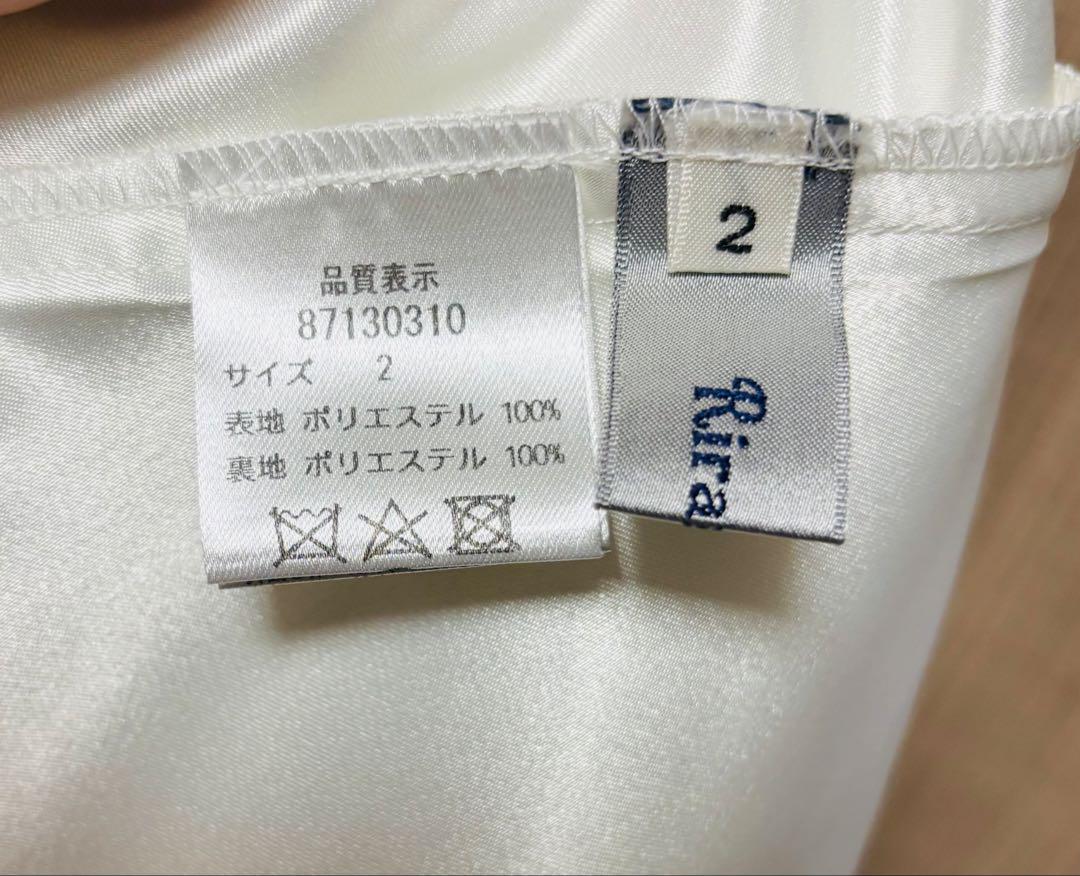 品質表示
87130310
サイズ 2
表地 ポリエステル 100%
裏地 ポリエステル 100%
2
Rira